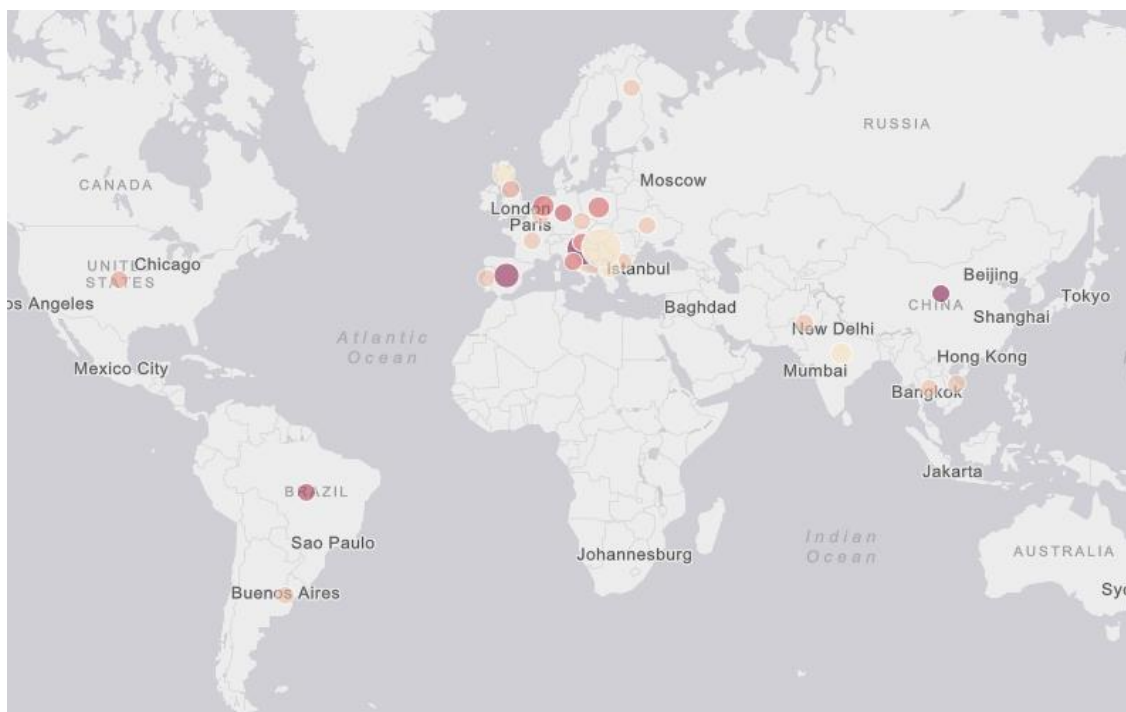 RUSSIA
CANADA
Moscow
London
Paris
Chicago
UNITED
STATES
Istanbul
Beijing
os Angeles
CHINA
Tokyo
Baghdad
Shanghai
New Delhi
Atlantic
Ocean
Hong Kong
Mexico City
Mumbai
Bangkok
Jakarta
BRAZIL
Sao Paulo
Indian
Ocean
Johannesburg
AUSTRALIA
Buenos Aires
Syd